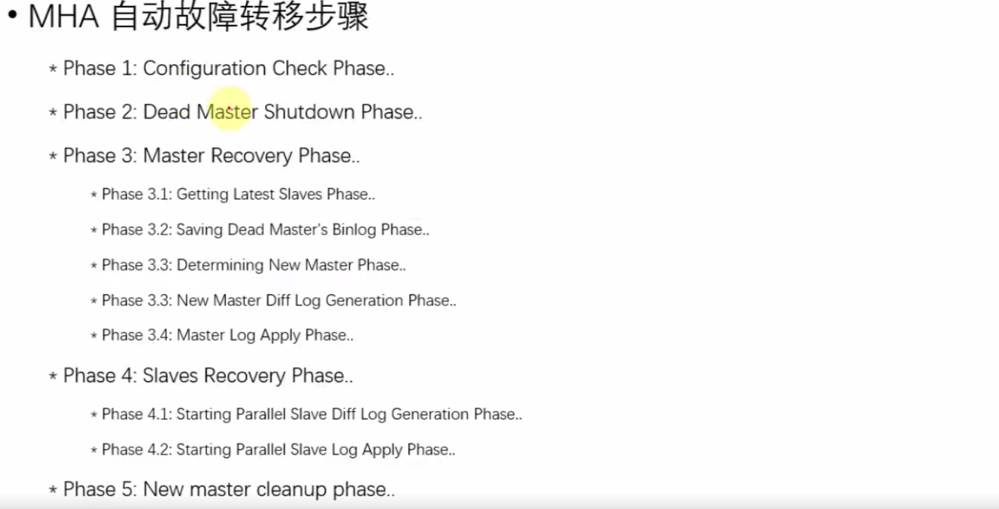 • MHA 自动故障转移步骤
* Phase 1: Configuration Check Phase..
* Phase 2: Dead Master Shutdown Phase..
* Phase 3: Master Recovery Phase..
* Phase 3.1: Getting Latest Slaves Phase..
* Phase 3.2: Saving Dead Master's Binlog Phase..
* Phase 3.3: Determining New Master Phase..
* Phase 3.3: New Master Diff Log Generation Phase..
* Phase 3.4: Master Log Apply Phase..
* Phase 4: Slaves Recovery Phase..
* Phase 4.1: Starting Parallel Slave Diff Log Generation Phase..
* Phase 4.2: Starting Parallel Slave Log Apply Phase..
* Phase 5: New master cleanup phase..